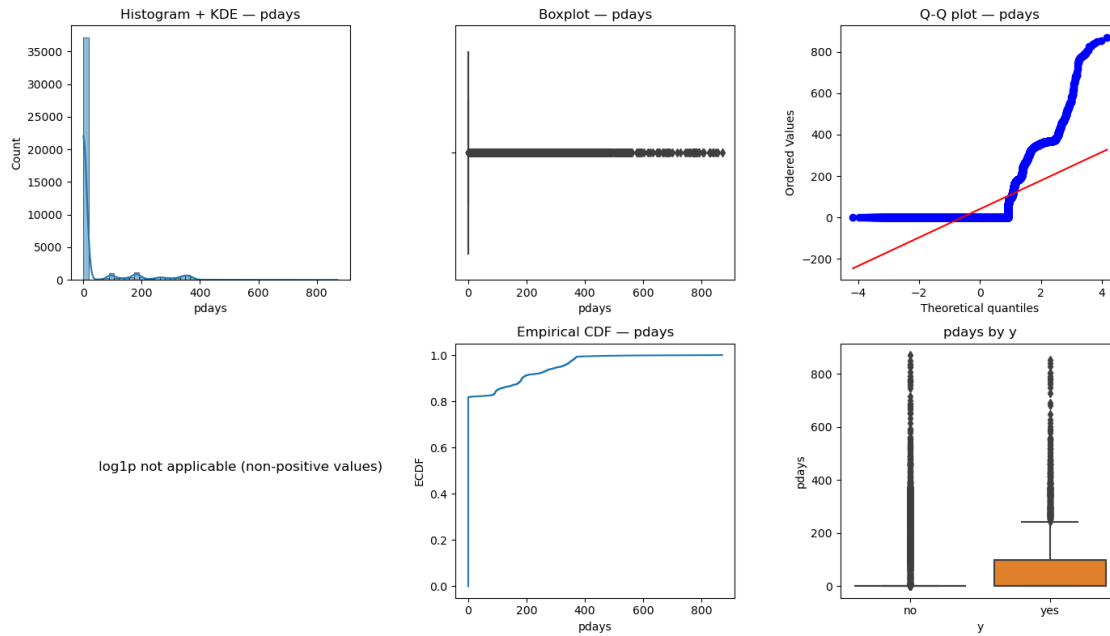 Histogram + KDE — pdays
Count
35000
30000
25000
20000
15000
10000
5000
0
0 200 400 600 800
pdays
Boxplot — pdays
0 200 400 600 800
pdays
Q-Q plot — pdays
Ordered Values
800
600
400
200
0
−200
−4 −2 0 2 4
Theoretical quantiles
log1p not applicable (non-positive values)
Empirical CDF — pdays
ECDF
1.0
0.8
0.6
0.4
0.2
0.0
0 200 400 600 800
pdays
pdays by y
pdays
800
600
400
200
0
no yes
y